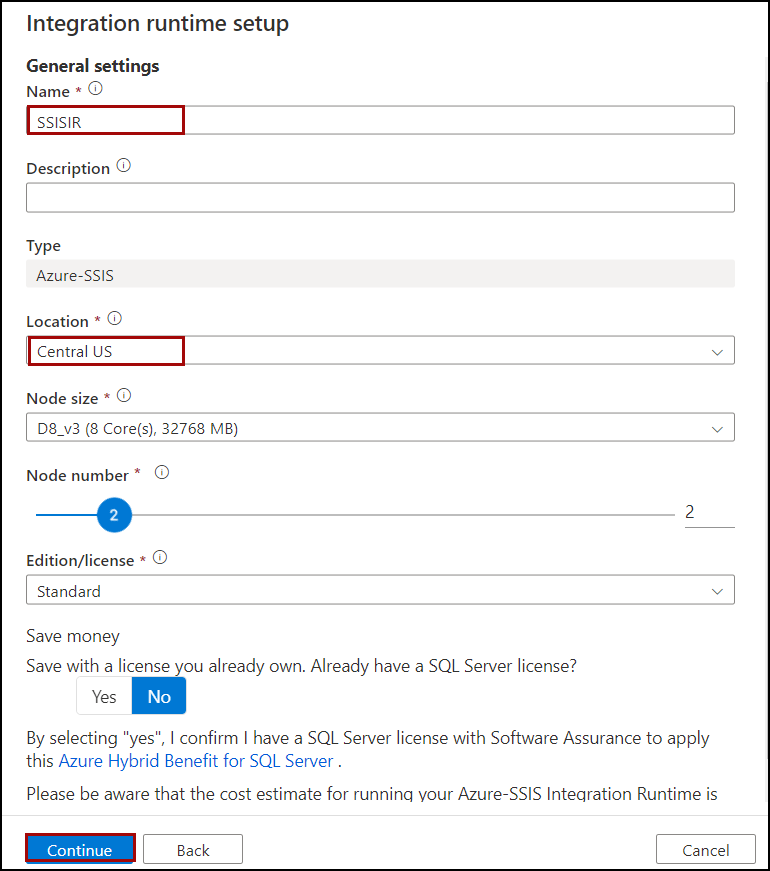 Integration runtime setup
General settings
Name *
SSISIR
Description
Type
Azure-SSIS
Location *
Central US
Node size *
D8_v3 (8 Core(s), 32768 MB)
Node number *
2 2
Edition/license *
Standard
Save money
Save with a license you already own. Already have a SQL Server license?
Yes No
By selecting "yes", I confirm I have a SQL Server license with Software Assurance to apply
this Azure Hybrid Benefit for SQL Server .
Please be aware that the cost estimate for running your Azure-SSIS Integration Runtime is
Continue Back Cancel